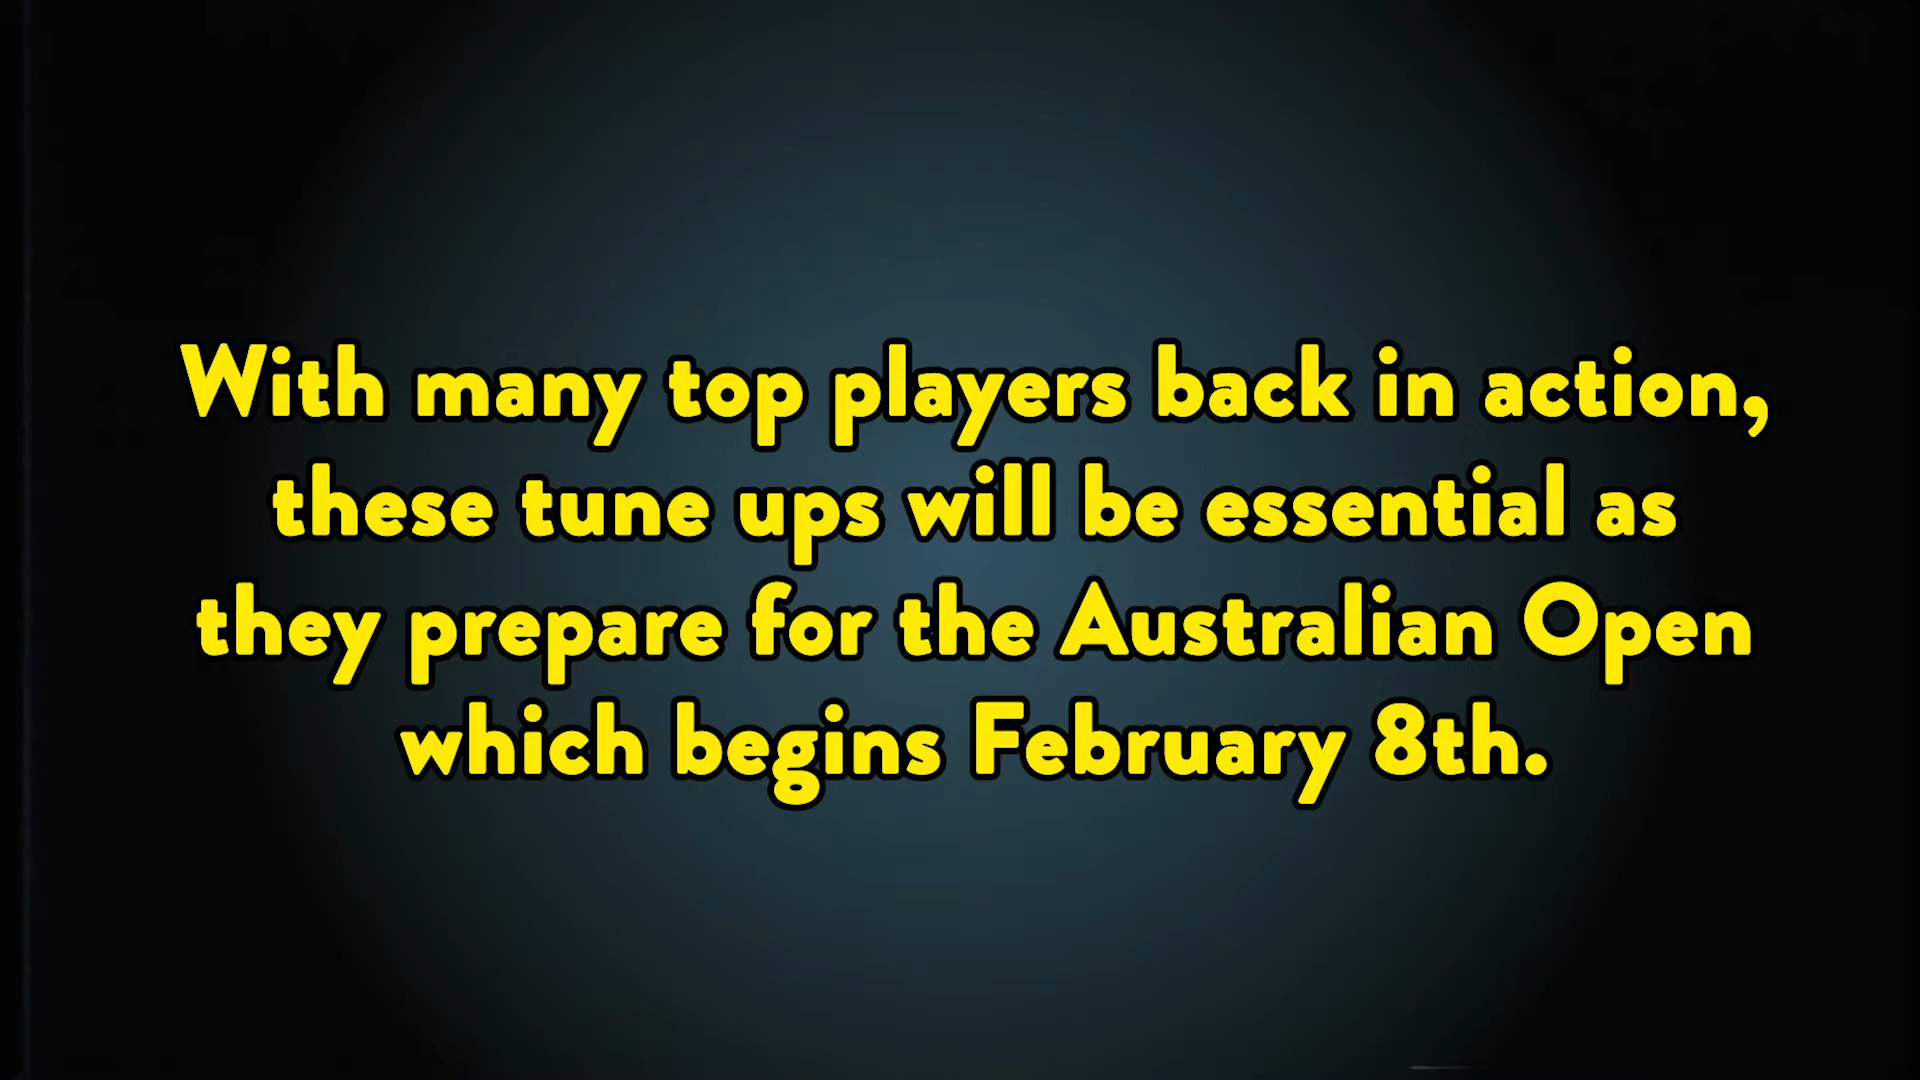 With many top players back in action,
these tune ups will be essential as
they prepare for the Australian Open
which begins February 8th.